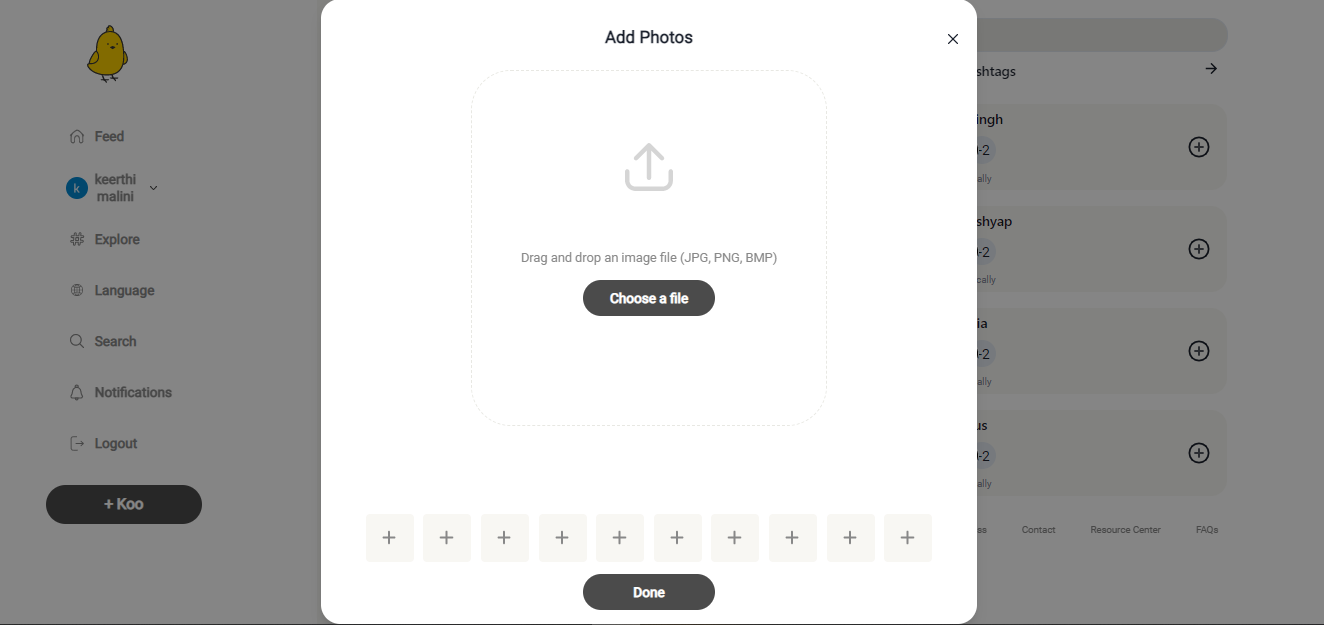 Add Photos
shtags
Feed
ingh
-2
ally
k keerthi
malini
shyap
-2
cally
Explore
Drag and drop an image file (JPG, PNG, BMP)
Language
Choose a file
ia
-2
ally
Search
Notifications
us
-2
ally
Logout
+ Koo
ss Contact Resource Center FAQs
Done